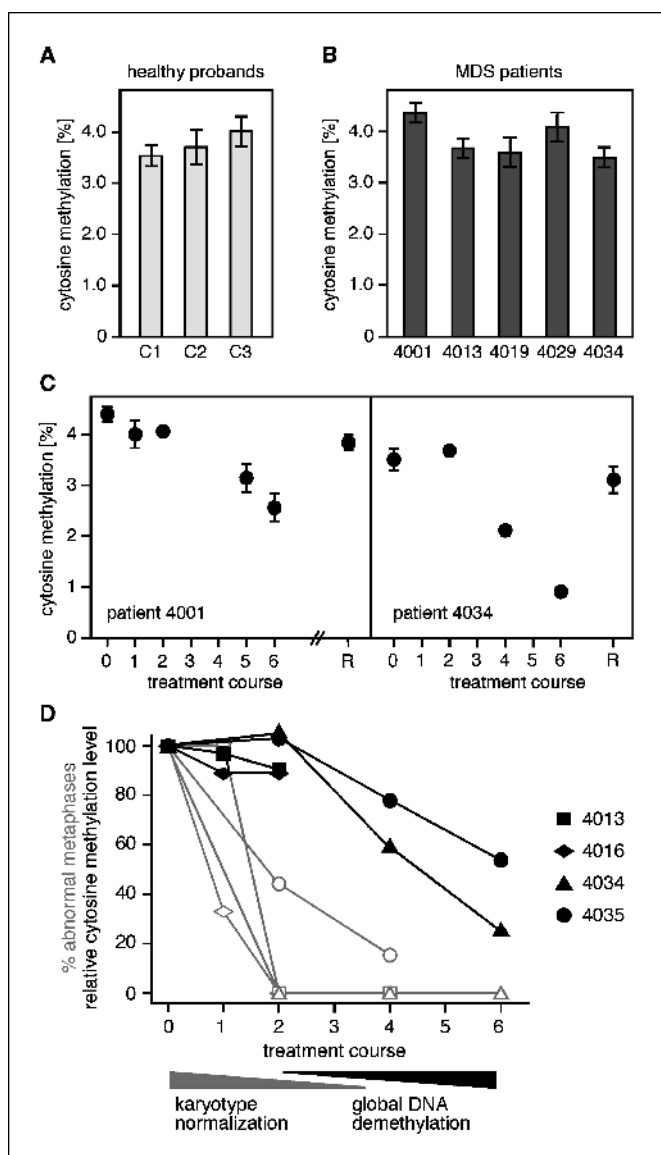 A
healthy probands
cytosine methylation [%]
4.0
3.0
2.0
1.0
0
C1 C2 C3
B
MDS patients
cytosine methylation [%]
4.0
3.0
2.0
1.0
0
4001 4013 4019 4029 4034
C
cytosine methylation [%]
4
3
2
1
0
patient 4001
0 1 2 3 4 5 6 R
treatment course
patient 4034
0 1 2 3 4 5 6 R
treatment course
D
% abnormal metaphases
relative cytosine methylation level
100
80
60
40
20
0
0 1 2 3 4 5 6
treatment course
4013
4016
4034
4035
karyotype
normalization
global DNA
demethylation